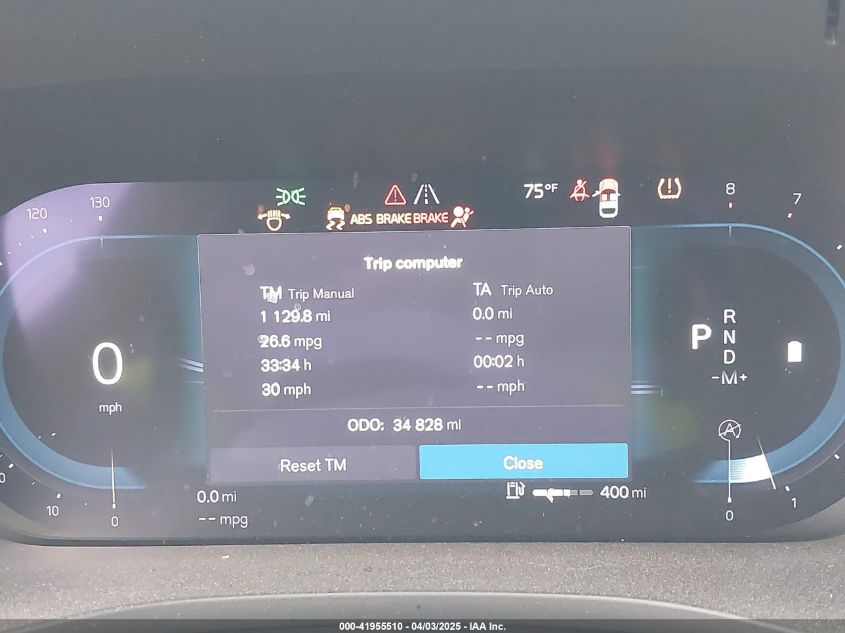 120
130
75°F
8
7
ABS BRAKE BRAKE
Trip computer
TM Trip Manual
TA Trip Auto
1 129.8 mi
0.0 mi
26.6 mpg
-- mpg
33:34 h
00:02 h
30 mph
-- mph
ODO: 34 828 mi
Reset TM
Close
0
mph
P
R
N
D
-M+
A
0.0 mi
-- mpg
400 mi
10
0
0
1
000-41955510 - 04/03/2025 - IAA Inc.